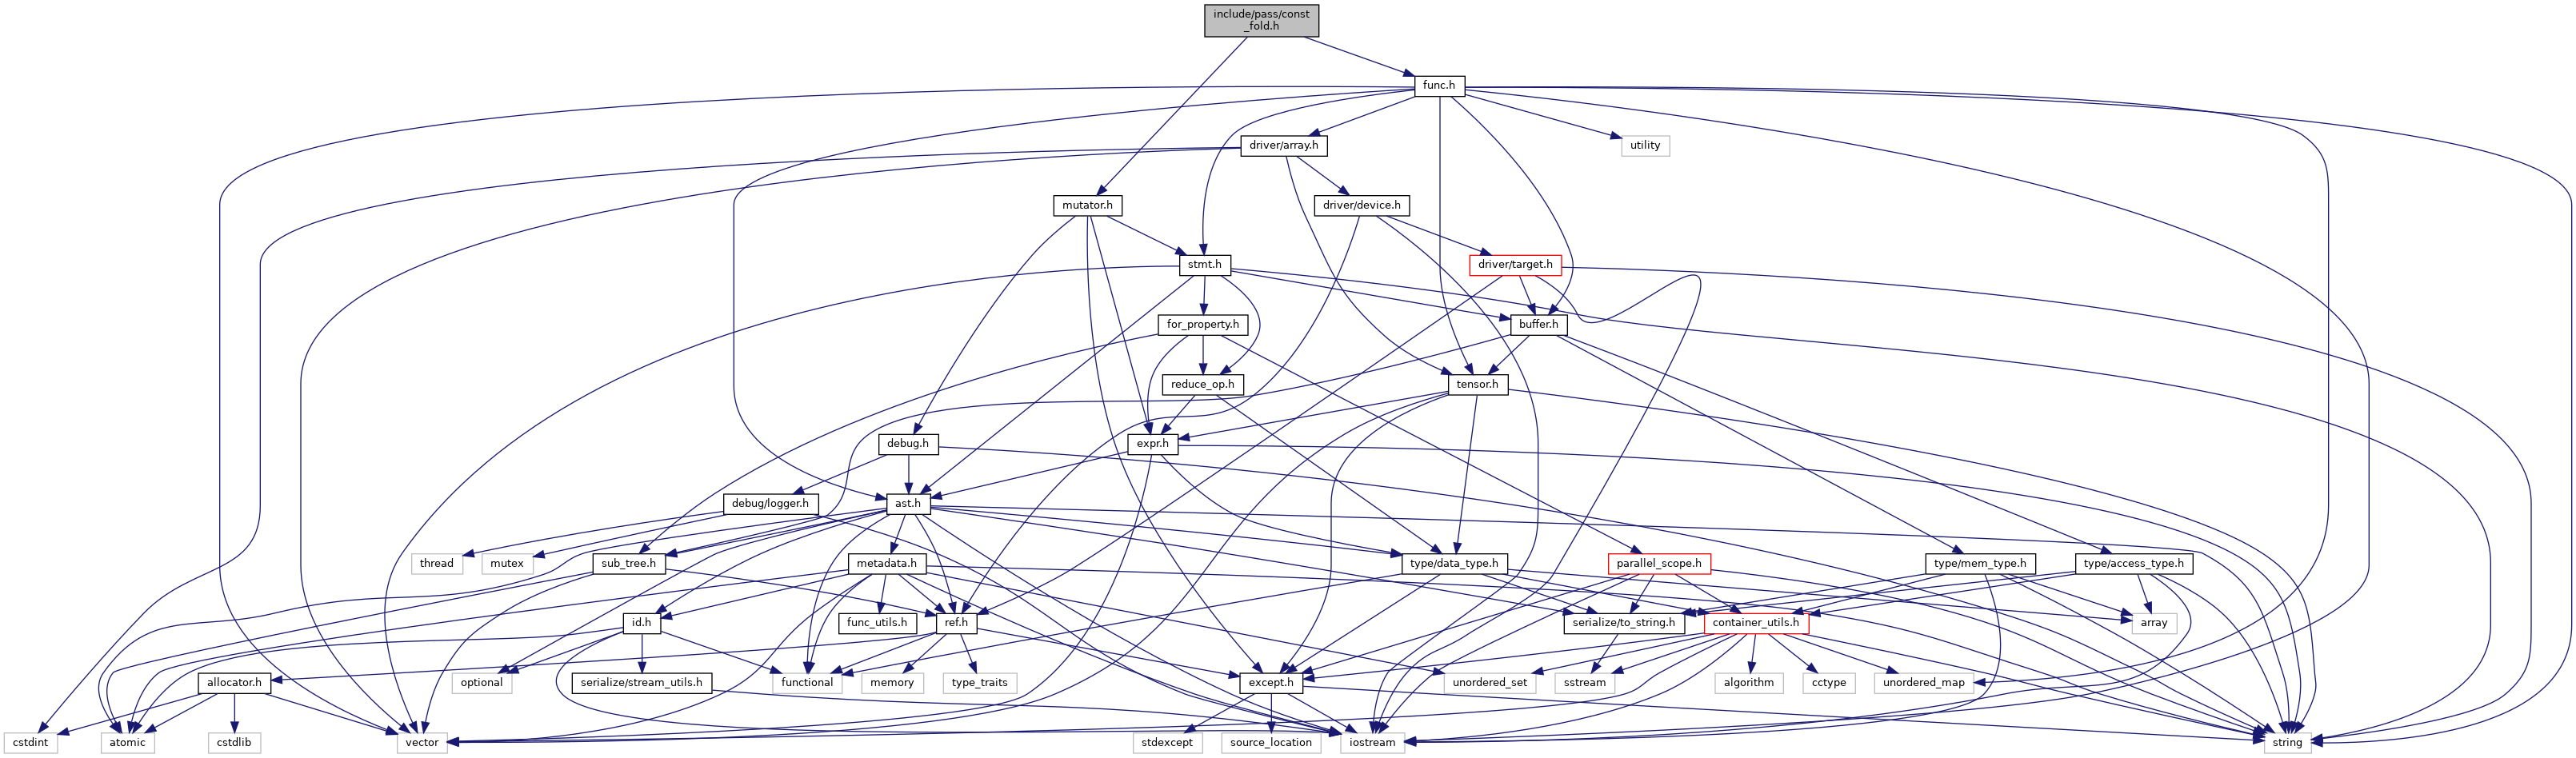 include/pass/const
_fold.h
func.h
driver/array.h
utility
mutator.h
driver/device.h
stmt.h
driver/target.h
for_property.h
buffer.h
reduce_op.h
tensor.h
debug.h
expr.h
debug/logger.h
ast.h
thread
mutex
sub_tree.h
metadata.h
type/data_type.h
parallel_scope.h
type/mem_type.h
type/access_type.h
id.h
func_utils.h
ref.h
serialize/to_string.h
container_utils.h
array
allocator.h
optional
serialize/stream_utils.h
functional
memory
type_traits
except.h
unordered_set
sstream
algorithm
cctype
unordered_map
cstdint
atomic
cstdlib
vector
stdexcept
source_location
iostream
string